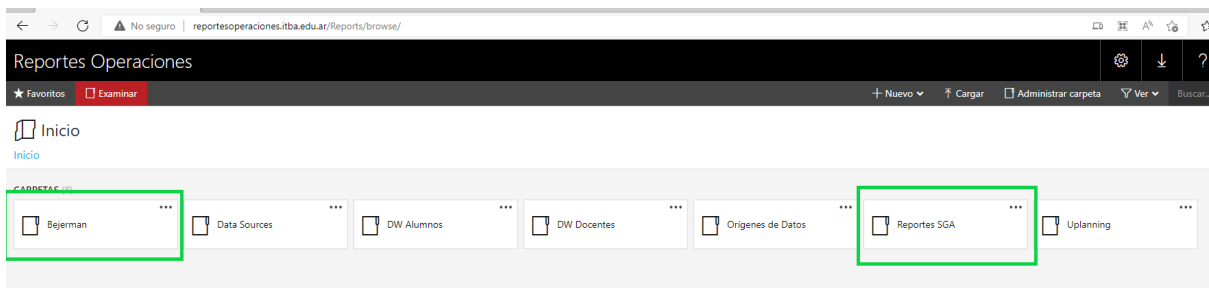 No seguro | reportesoperaciones.itba.edu.ar/Reports/browse/
Reportes Operaciones
Favoritos Examinar Nuevo Cargar Administrar carpeta Ver Buscar...
Inicio
Inicio
CARPETAS (8)
Bejerman Data Sources DW Alumnos DW Docentes Orígenes de Datos Reportes SGA Uplanning